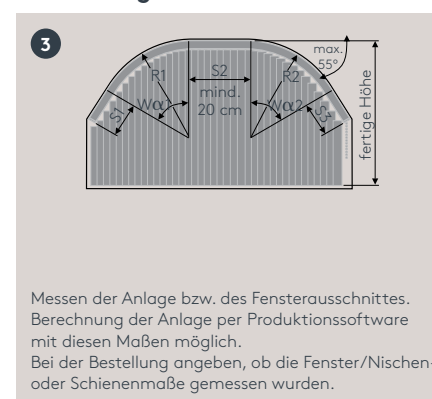 3
max.
55°
R1
S2
R2
mind.
20 cm
Wα1
Wα2
S1
S3
fertige Höhe
Messen der Anlage bzw. des Fensterausschnittes.
Berechnung der Anlage per Produktionssoftware
mit diesen Maßen möglich.
Bei der Bestellung angeben, ob die Fenster/Nischen-
oder Schienenmaße gemessen wurden.